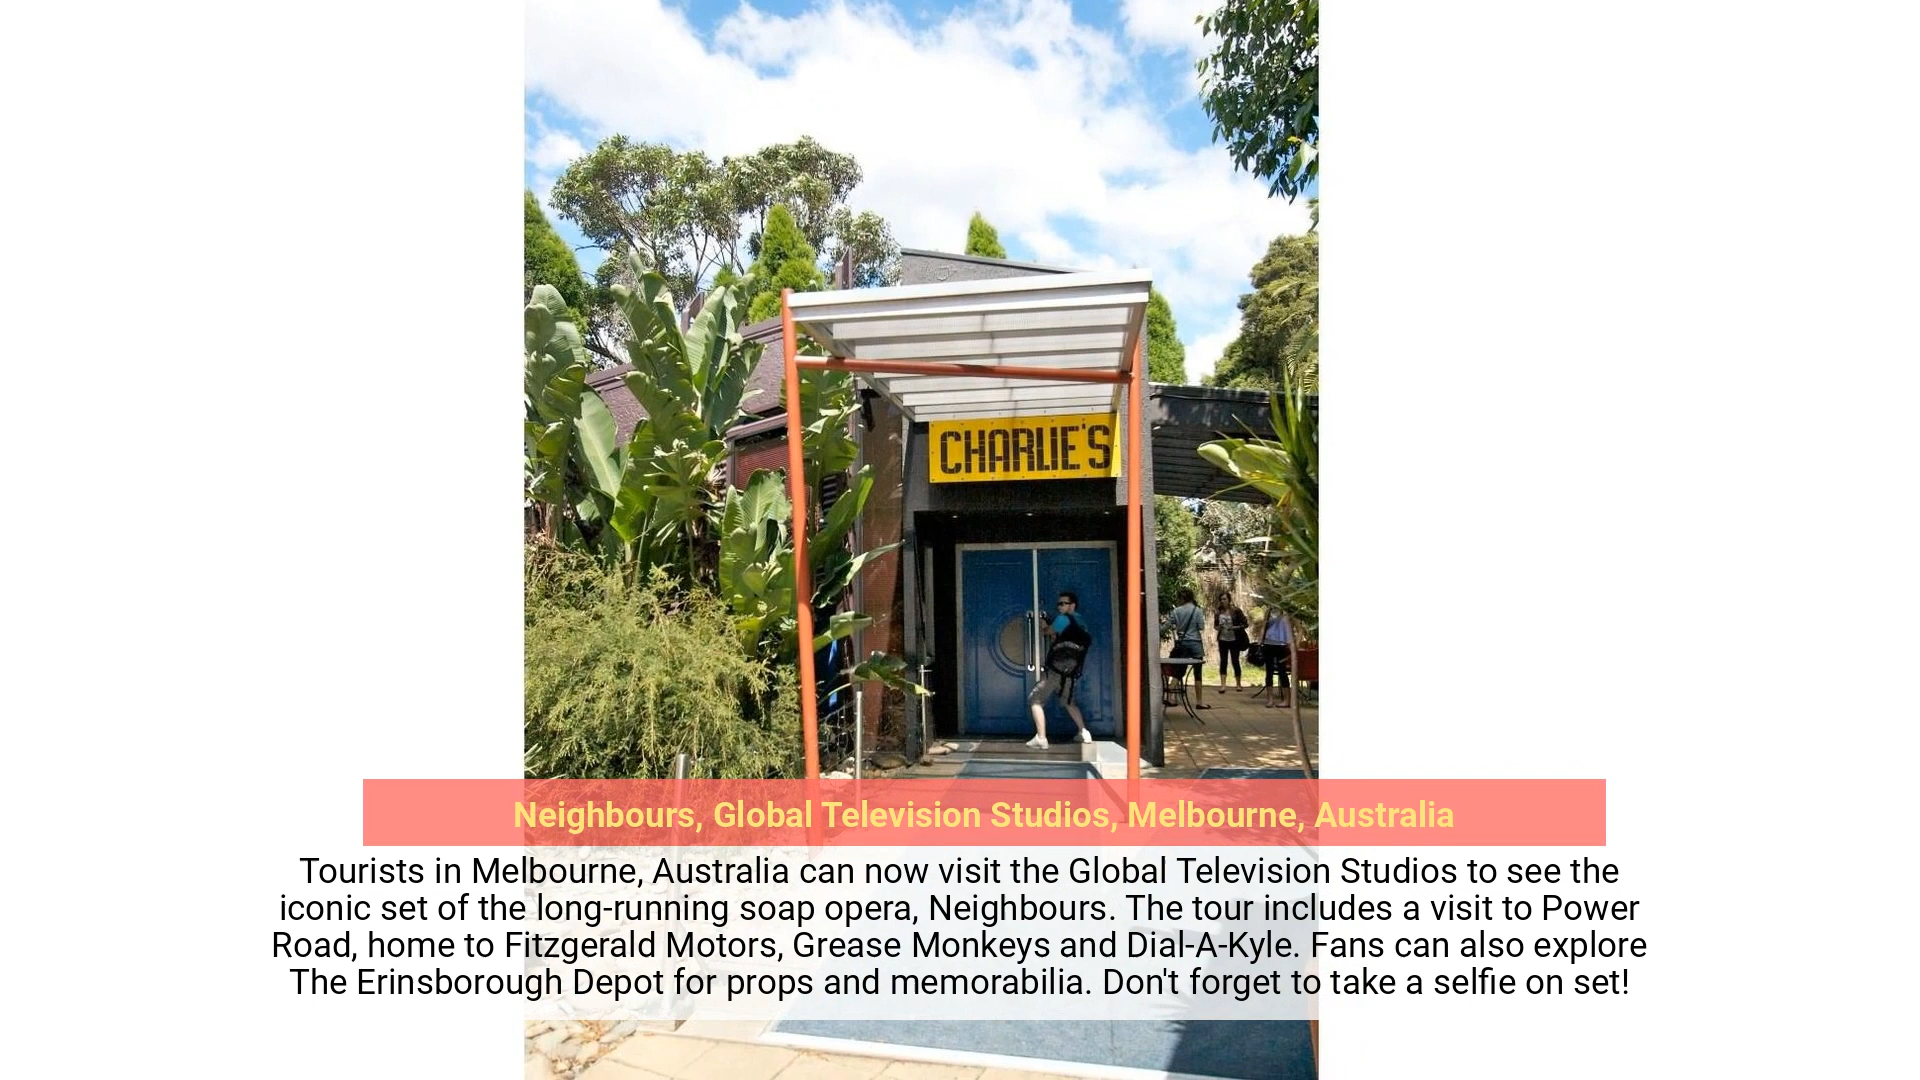 CHARLIE'S
Neighbours, Global Television Studios, Melbourne, Australia
Tourists in Melbourne, Australia can now visit the Global Television Studios to see the
iconic set of the long-running soap opera, Neighbours. The tour includes a visit to Power
Road, home to Fitzgerald Motors, Grease Monkeys and Dial-A-Kyle. Fans can also explore
The Erinsborough Depot for props and memorabilia. Don't forget to take a selfie on set!